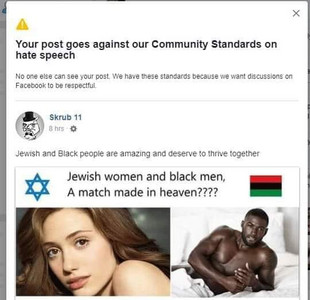 Your post goes against our Community Standards on
hate speech
No one else can see your post. We have these standards because we want discussions on
Facebook to be respectful.
Skrub 11
8 hrs ·
Jewish and Black people are amazing and deserve to thrive together
Jewish women and black men,
A match made in heaven????